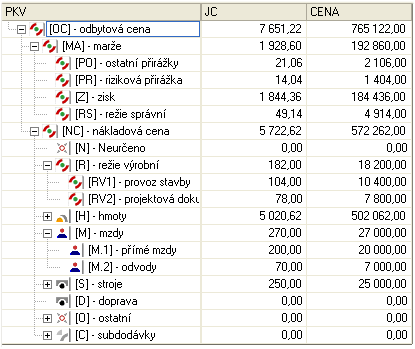 PKV JC CENA
[OC] - odbytová cena 7 651,22 765 122,00
[MA] - marže 1 928,60 192 860,00
[PO] - ostatní přirážky 21,06 2 106,00
[PR] - riziková přirážka 14,04 1 404,00
[Z] - zisk 1 844,36 184 436,00
[RS] - režie správní 49,14 4 914,00
[NC] - nákladová cena 5 722,62 572 262,00
[N] - Neurčeno 0,00 0,00
[R] - režie výrobní 182,00 18 200,00
[RV1] - provoz stavby 104,00 10 400,00
[RV2] - projektová doku 78,00 7 800,00
[H] - hmoty 5 020,62 502 062,00
[M] - mzdy 270,00 27 000,00
[M.1] - přímé mzdy 200,00 20 000,00
[M.2] - odvody 70,00 7 000,00
[S] - stroje 250,00 25 000,00
[D] - doprava 0,00 0,00
[O] - ostatní 0,00 0,00
[C] - subdodávky 0,00 0,00